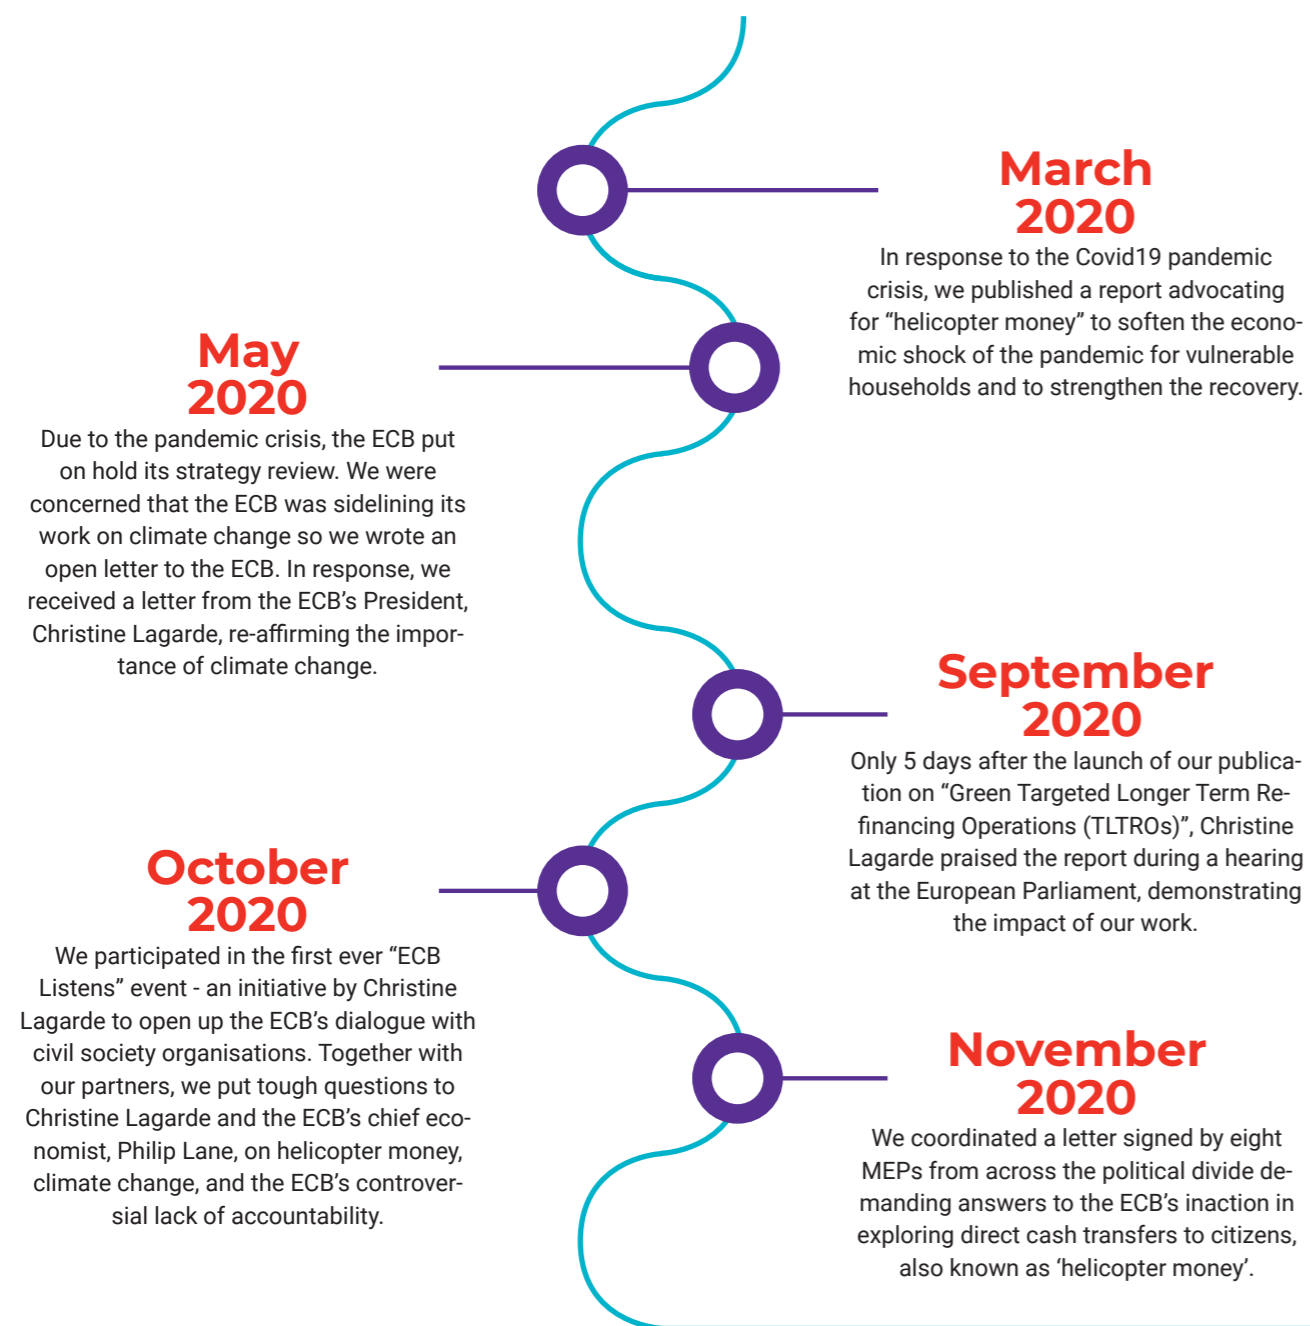 March
2020
In response to the Covid19 pandemic
crisis, we published a report advocating
for “helicopter money” to soften the econo-
mic shock of the pandemic for vulnerable
households and to strengthen the recovery.
May
2020
Due to the pandemic crisis, the ECB put
on hold its strategy review. We were
concerned that the ECB was sidelining its
work on climate change so we wrote an
open letter to the ECB. In response, we
received a letter from the ECB’s President,
Christine Lagarde, re-affirming the impor-
tance of climate change.
September
2020
Only 5 days after the launch of our publica-
tion on “Green Targeted Longer Term Re-
financing Operations (TLTROs)”, Christine
Lagarde praised the report during a hearing
at the European Parliament, demonstrating
the impact of our work.
October
2020
We participated in the first ever “ECB
Listens” event - an initiative by Christine
Lagarde to open up the ECB’s dialogue with
civil society organisations. Together with
our partners, we put tough questions to
Christine Lagarde and the ECB’s chief eco-
nomist, Philip Lane, on helicopter money,
climate change, and the ECB’s controver-
sial lack of accountability.
November
2020
We coordinated a letter signed by eight
MEPs from across the political divide de-
manding answers to the ECB’s inaction in
exploring direct cash transfers to citizens,
also known as ‘helicopter money’.